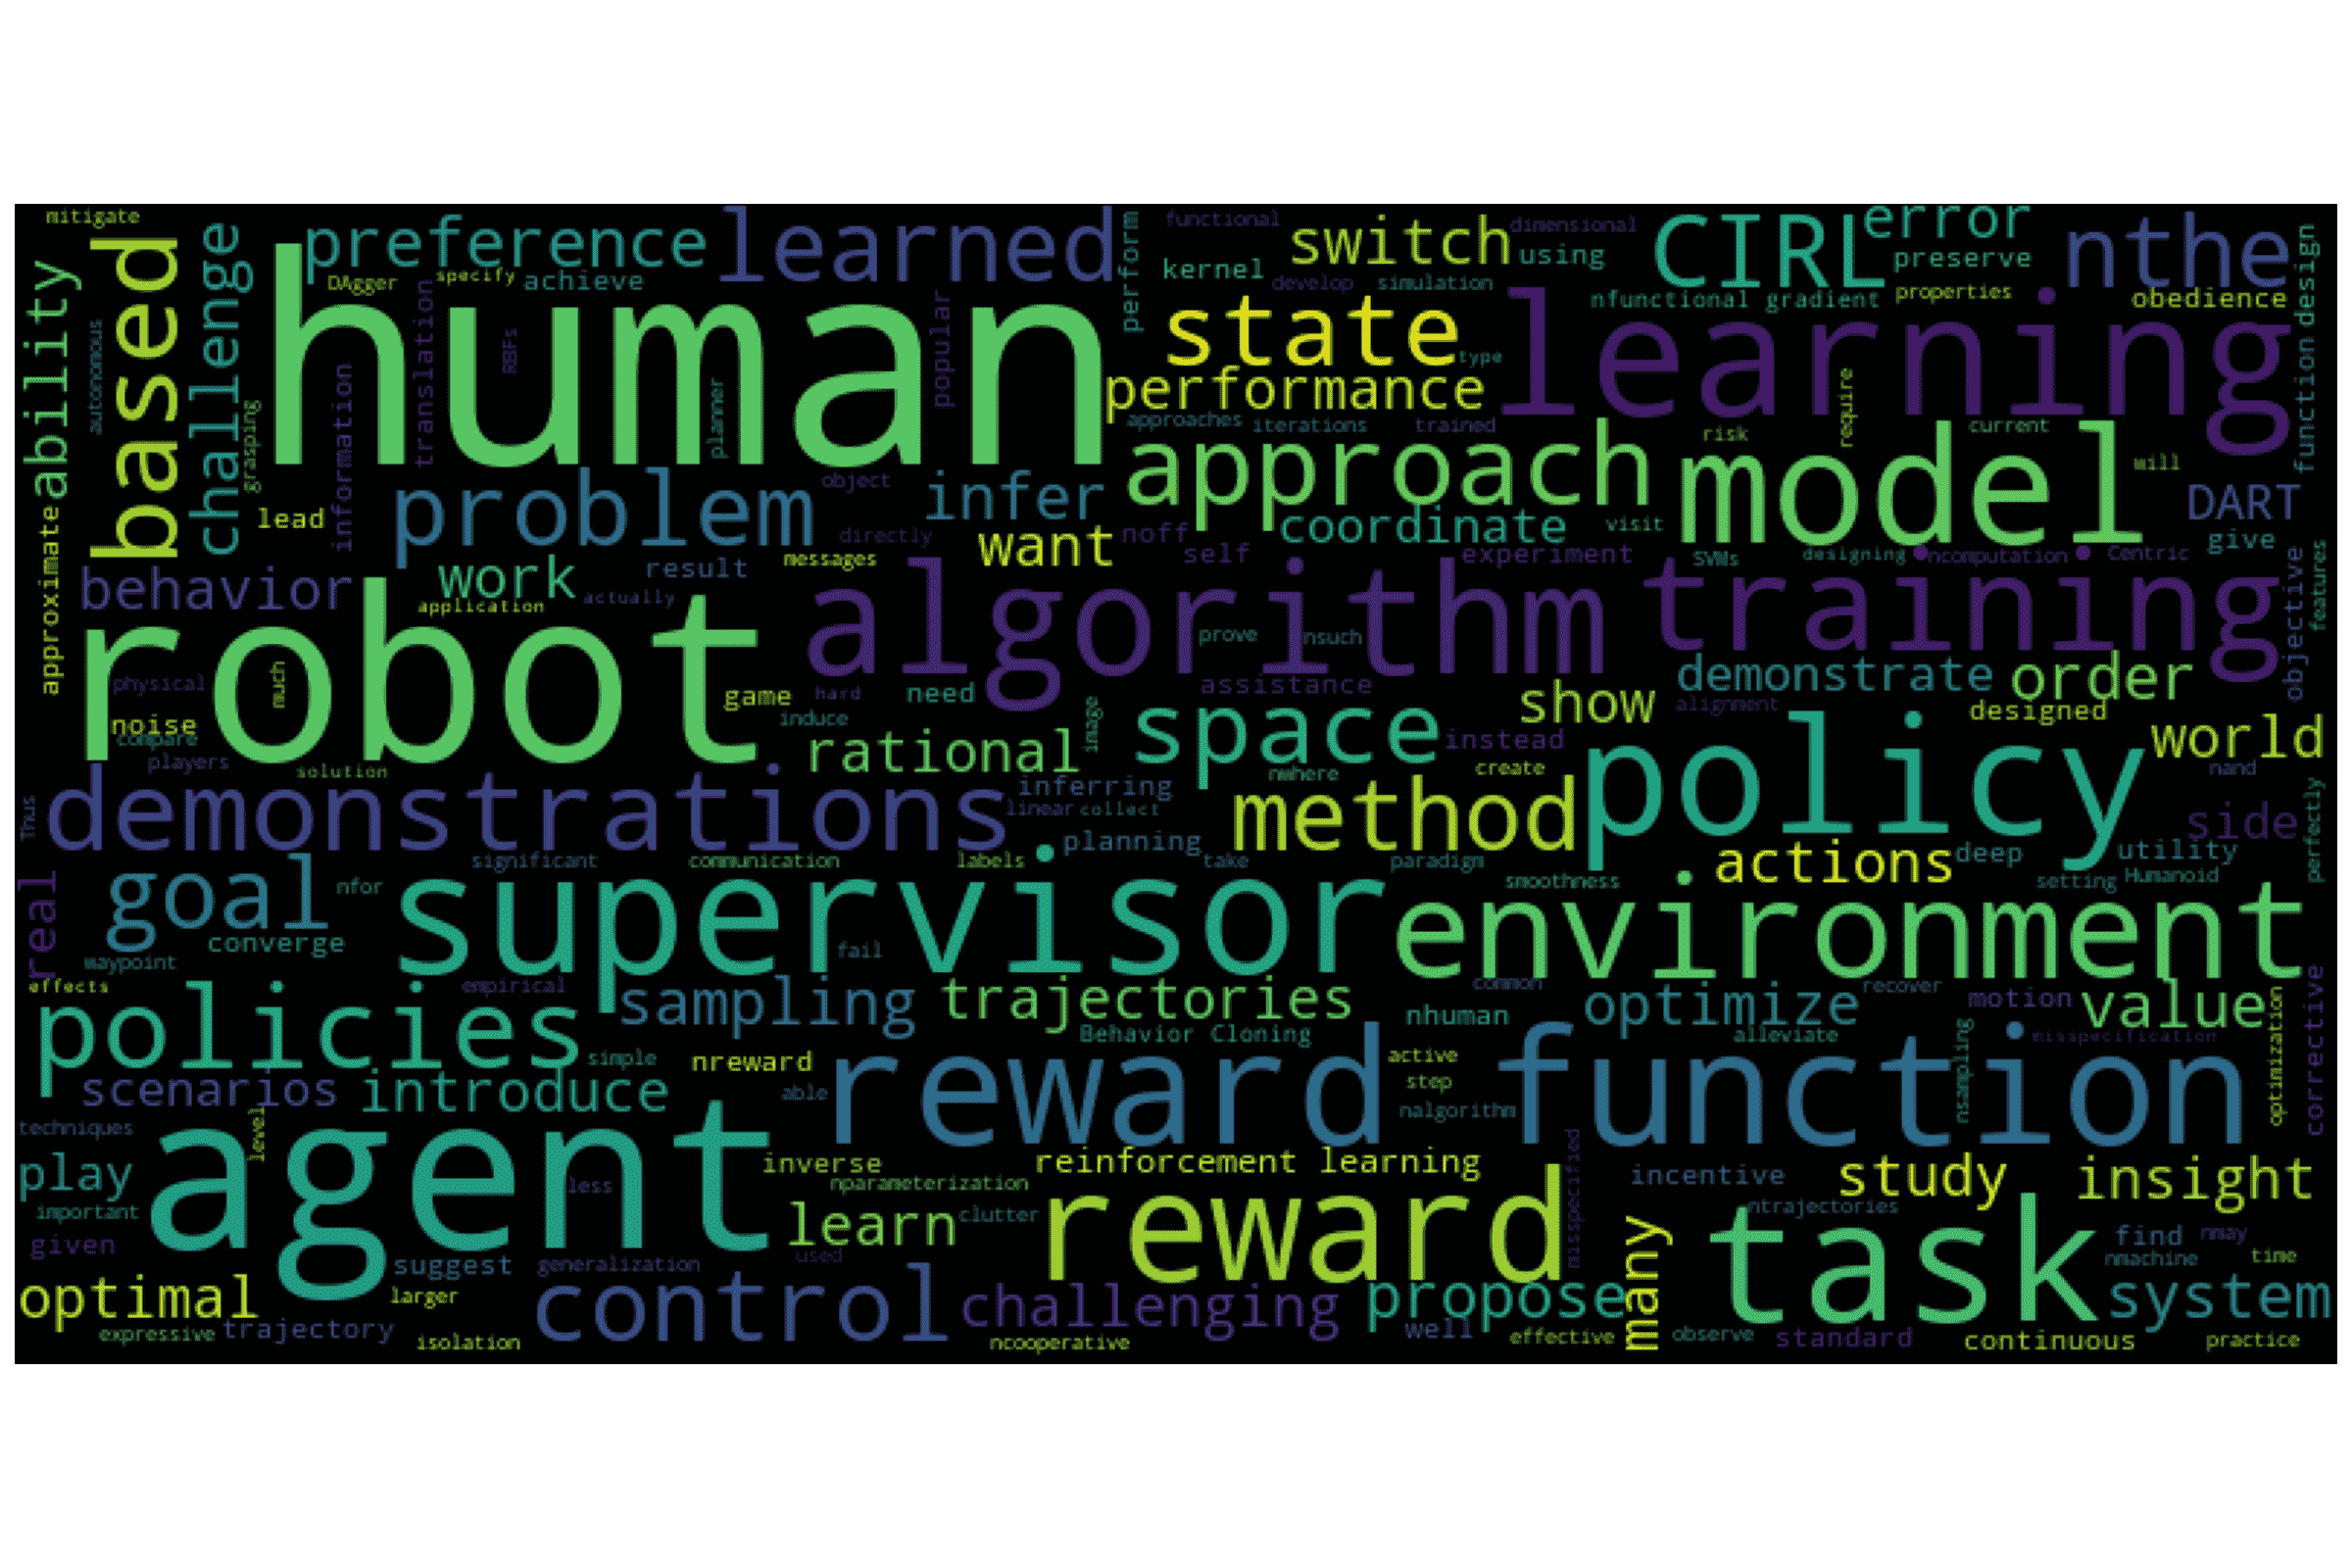 mitigate
preference
learned
functional
switch
dimensional
CIRL
error
nthe
based
challenge
DAgger
specify
achieve
perform
kernel
using
preserve
develop
simulation
nfunctional
gradient
properties
obedience
function design
ability
autonomous
human
translation
RBFs
popular
state
type
learning
performance
planner
grasping
information
approaches
iterations
trained
risk
require
current
approach
model
will
lead
problem
object
infer
coordinate
visit
DART
give
approximate
directly
want
noff
self
experiment
SVMs
designing
ncomputation
Centric
behavior
work
result
messages
application
actually
algorithm
training
objective
features
robot
prove
nsuch
physical
much
game
hard
need
assistance
demonstrate
order
alignment
designed
noise
compare
induce
image
space
show
instead
policy
world
players
solution
rational
nwhere
create
nand
Thus
demonstrations
inferring
linear
collect
method
side
perfectly
significant
communication
labels
planning
take
paradigm
actions
deep
utility
smoothness
setting
Humanoid
real
goal
nfor
supervisor
environment
converge
waypoint
fail
effects
empirical
common
recover
policies
sampling
trajectories
optimize
motion
value
nhuman
Behavior Cloning
alleviate
misspecification
optimization
corrective
simple
nreward
active
scenarios
introduce
able
reward function
step
nalgorithm
nsampling
techniques
level
agent
play
inverse
reinforcement learning
misspecified
incentive
study
insight
less
nparameterization
important
learn
clutter
reward
ntrajectories
task
given
used
many
find
nmay
suggest
generalization
nmachine
time
optimal
larger
control
challenging
propose
system
expressive
trajectory
isolation
ncooperative
well
effective
observe
standard
continuous
practice